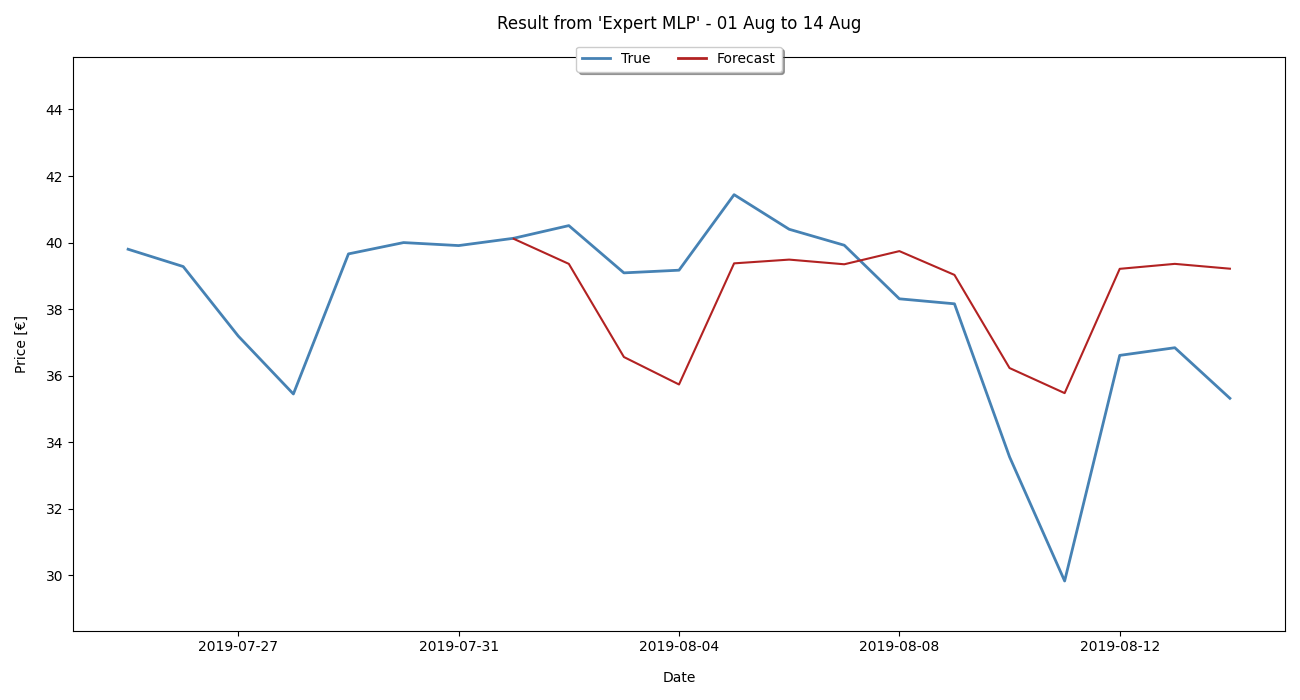 Result from 'Expert MLP' - 01 Aug to 14 Aug
True Forecast
44
42
40
38
36
34
32
30
Price [€]
2019-07-27 2019-07-31 2019-08-04 2019-08-08 2019-08-12
Date